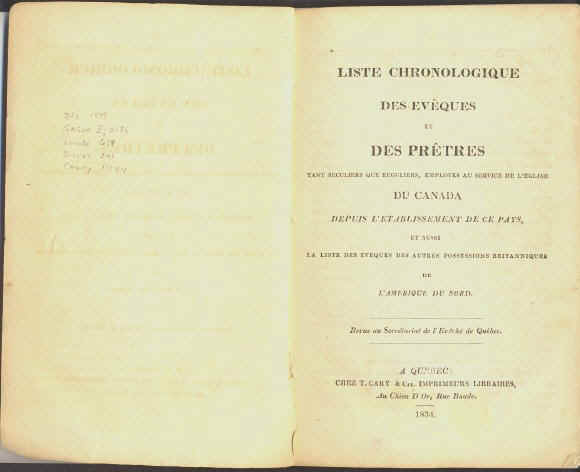 LISTE CHRONOLOGIQUE
DES EVÊQUES
ET
DES PRÊTRES
TANT SECULIERS QUE REGULIERS, EMPLOYÉS AU SERVICE DE L'ÉGLISE
DU CANADA
DEPUIS L'ETABLISSEMENT DE CE PAYS,
ET AUSSI
LA LISTE DES EVÊQUES DES AUTRES POSSESSIONS BRITANNIQUES
DE
L'AMERIQUE DU NORD.
Revue au Secrétariat de l'Evêché de Québec.
A QUEBEC:
CHEZ T. CARY & Cie. IMPRIMEURS LIBRAIRES,
Au Chien D'Or, Rue Buade.
1834.